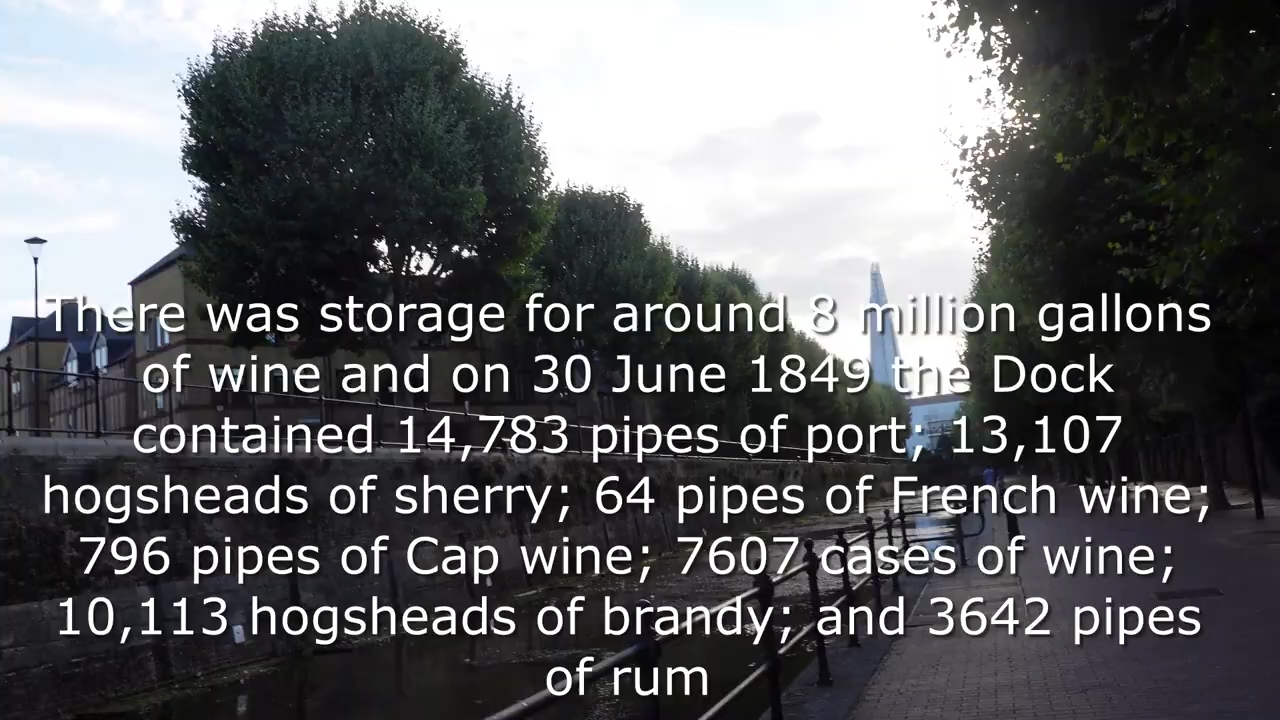 There was storage for around 8 million gallons
of wine and on 30 June 1849 the Dock
contained 14,783 pipes of port; 13,107
hogsheads of sherry; 64 pipes of French wine;
796 pipes of Cap wine; 7607 cases of wine;
10,113 hogsheads of brandy; and 3642 pipes
of rum